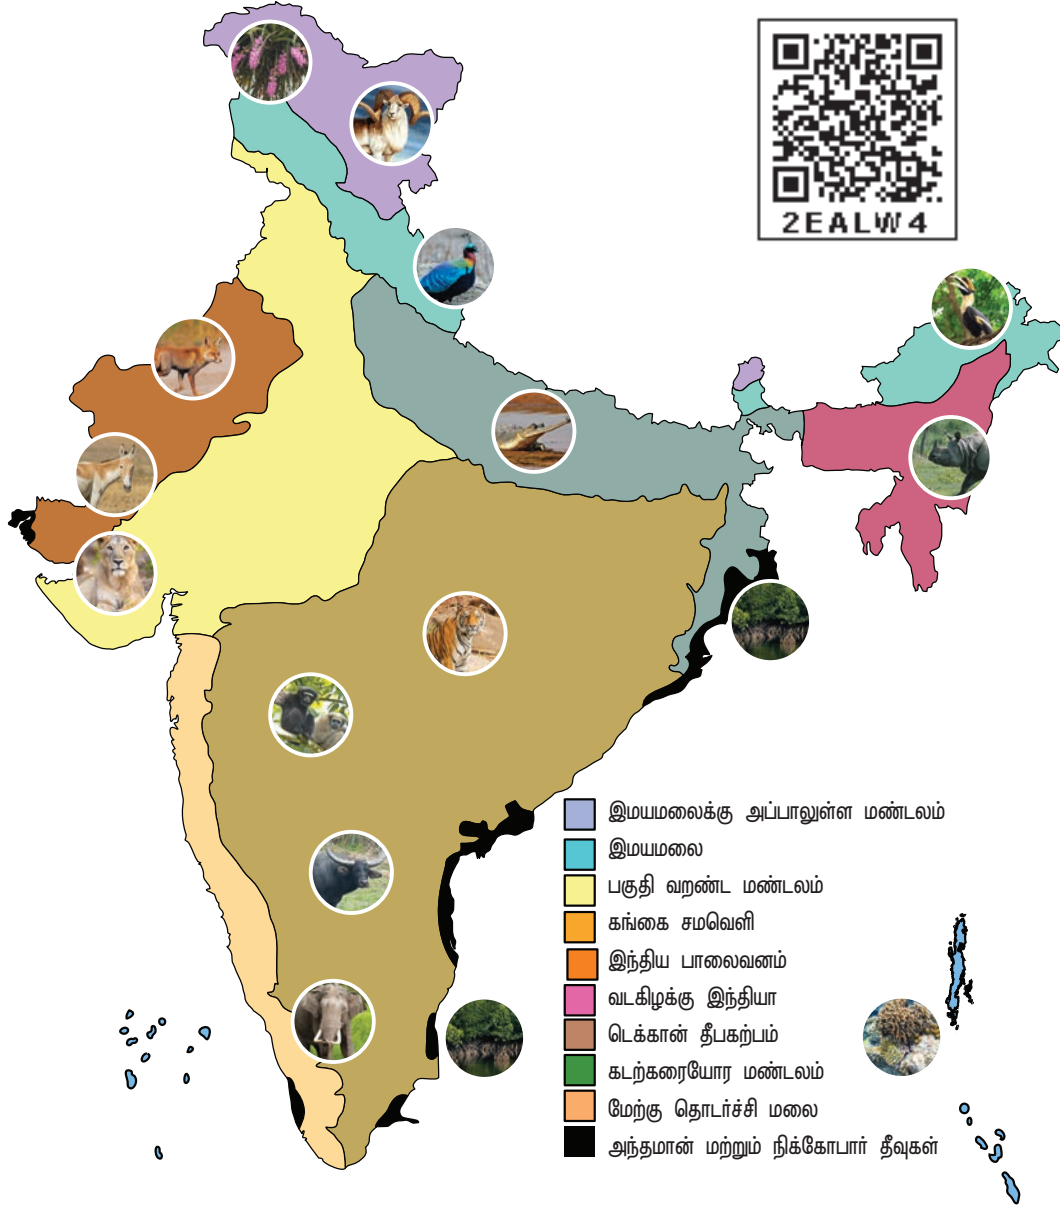 2EALW4
இமயமலைக்கு அப்பாலுள்ள மண்டலம்
இமயமலை
பகுதி வறண்ட மண்டலம்
கங்கை சமவெளி
இந்திய பாலைவனம்
வடகிழக்கு இந்தியா
டெக்கான் தீபகற்பம்
கடற்கரையோர மண்டலம்
மேற்கு தொடர்ச்சி மலை
அந்தமான் மற்றும் நிக்கோபார் தீவுகள்